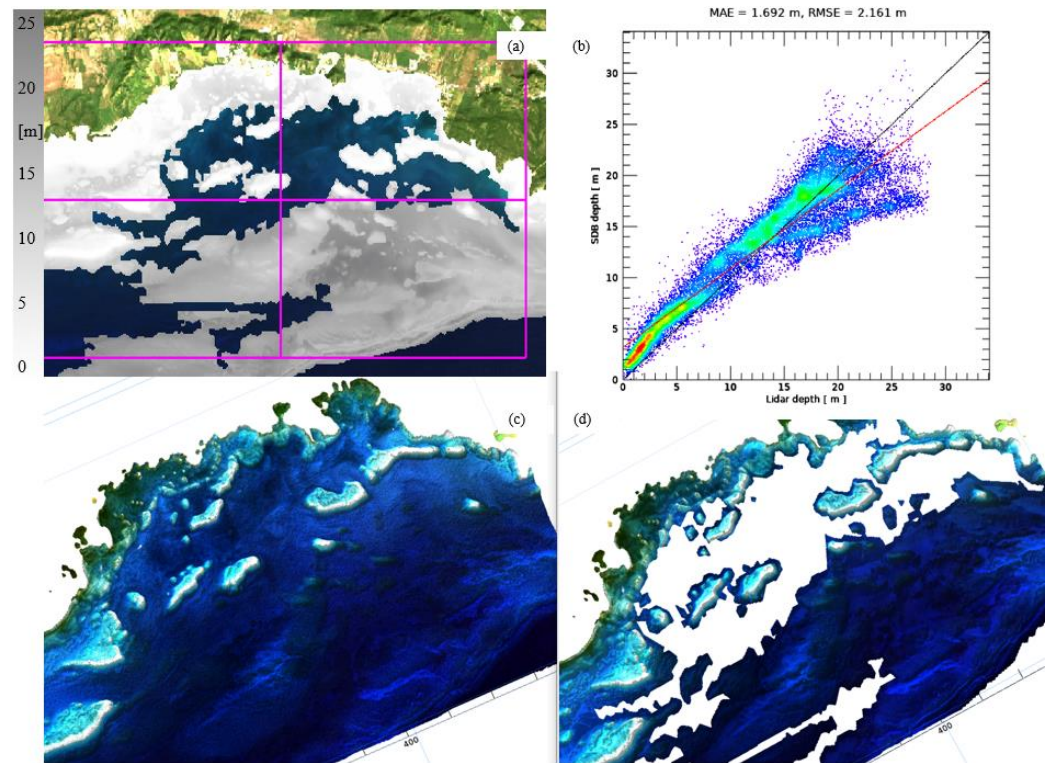 25
20
[m]
15
10
5
0
(a)
MAE = 1.692 m, RMSE = 2.161 m
(b)
30
25
20
15
10
5
0
SDB depth [ m ]
0 5 10 15 20 25 30
Lidar depth [ m ]
(c)
400
(d)
400